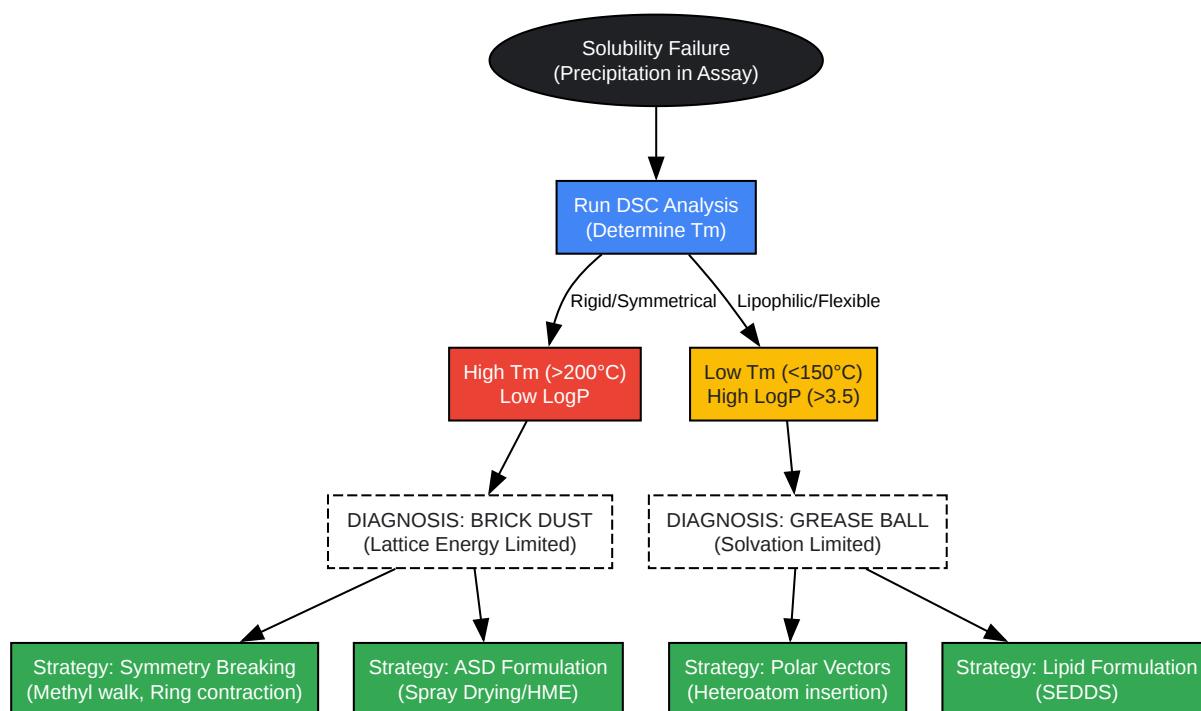 Solubility Failure
(Precipitation in Assay)
Run DSC Analysis
(Determine Tm)
Rigid/Symmetrical
Lipophilic/Flexible
High Tm (>200°C)
Low LogP
Low Tm (<150°C)
High LogP (>3.5)
DIAGNOSIS: BRICK DUST
(Lattice Energy Limited)
DIAGNOSIS: GREASE BALL
(Solvation Limited)
Strategy: Symmetry Breaking
(Methyl walk, Ring contraction)
Strategy: ASD Formulation
(Spray Drying/HME)
Strategy: Polar Vectors
(Heteroatom insertion)
Strategy: Lipid Formulation
(SEDDS)